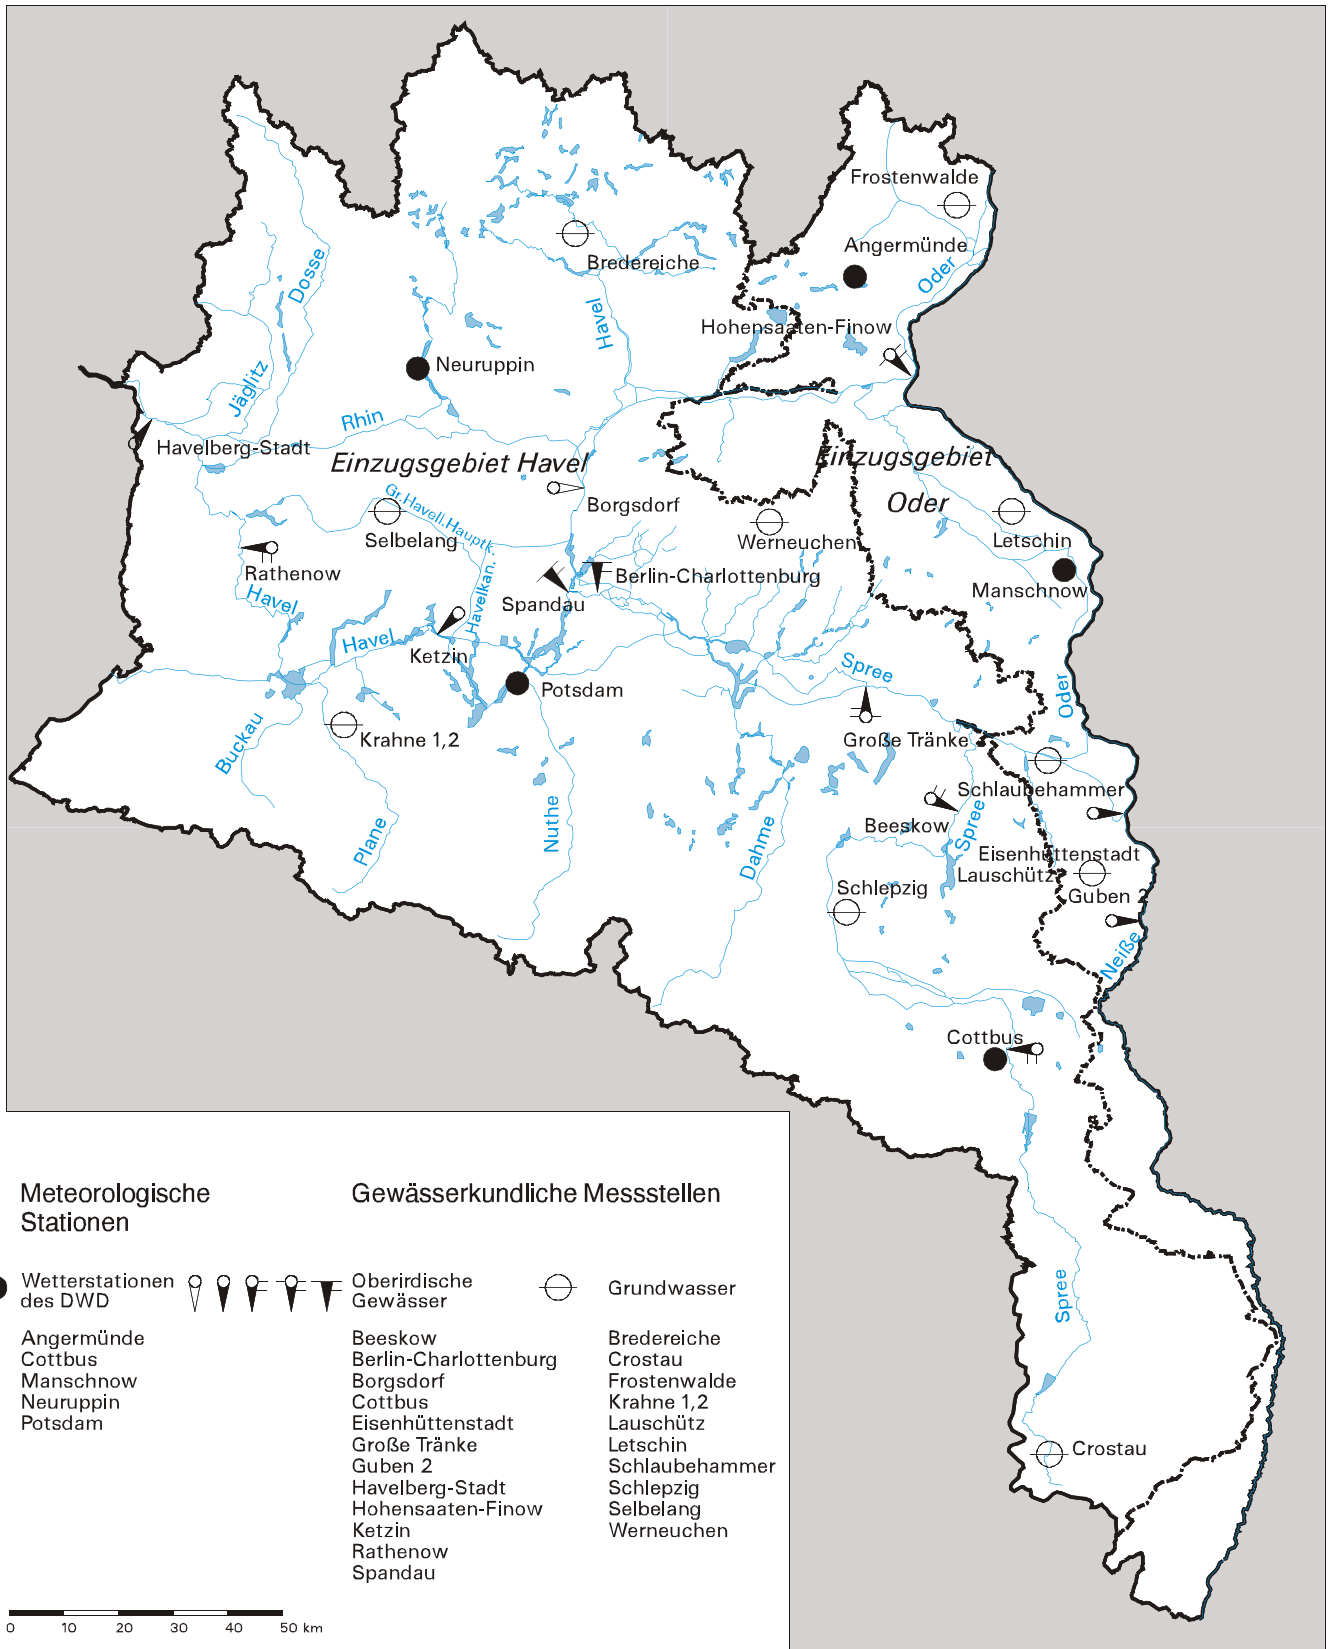 Frostenwalde
Angermünde
Oder
Bredereiche
Dosse
Havel
Hohensaaten-Finow
Neuruppin
Jäglitz
Rhin
Havelberg-Stadt
Einzugsgebiet Havel
Einzugsgebiet
Oder
Gr.Havell.Hauptk.
Borgsdorf
Selbelang
Werneuchen
Letschin
Rathenow
Havelkan.
Berlin-Charlottenburg
Manschnow
Havel
Spandau
Havel
Ketzin
Spree
Potsdam
Oder
Buckau
Krahne 1,2
Große Tränke
Schlaubehammer
Plane
Nuthe
Dahme
Beeskow
Spree
Eisenhüttenstadt
Lauschütz
Schlepzig
Guben 2
Neiße
Cottbus
Spree
Crostau
Meteorologische
Stationen
Wetterstationen
des DWD
Angermünde
Cottbus
Manschnow
Neuruppin
Potsdam
Gewässerkundliche Messstellen
Oberirdische
Gewässer
Beeskow
Berlin-Charlottenburg
Borgsdorf
Cottbus
Eisenhüttenstadt
Große Tränke
Guben 2
Havelberg-Stadt
Hohensaaten-Finow
Ketzin
Rathenow
Spandau
Grundwasser
Bredereiche
Crostau
Frostenwalde
Krahne 1,2
Lauschütz
Letschin
Schlaubehammer
Schlepzig
Selbelang
Werneuchen
0 10 20 30 40 50 km